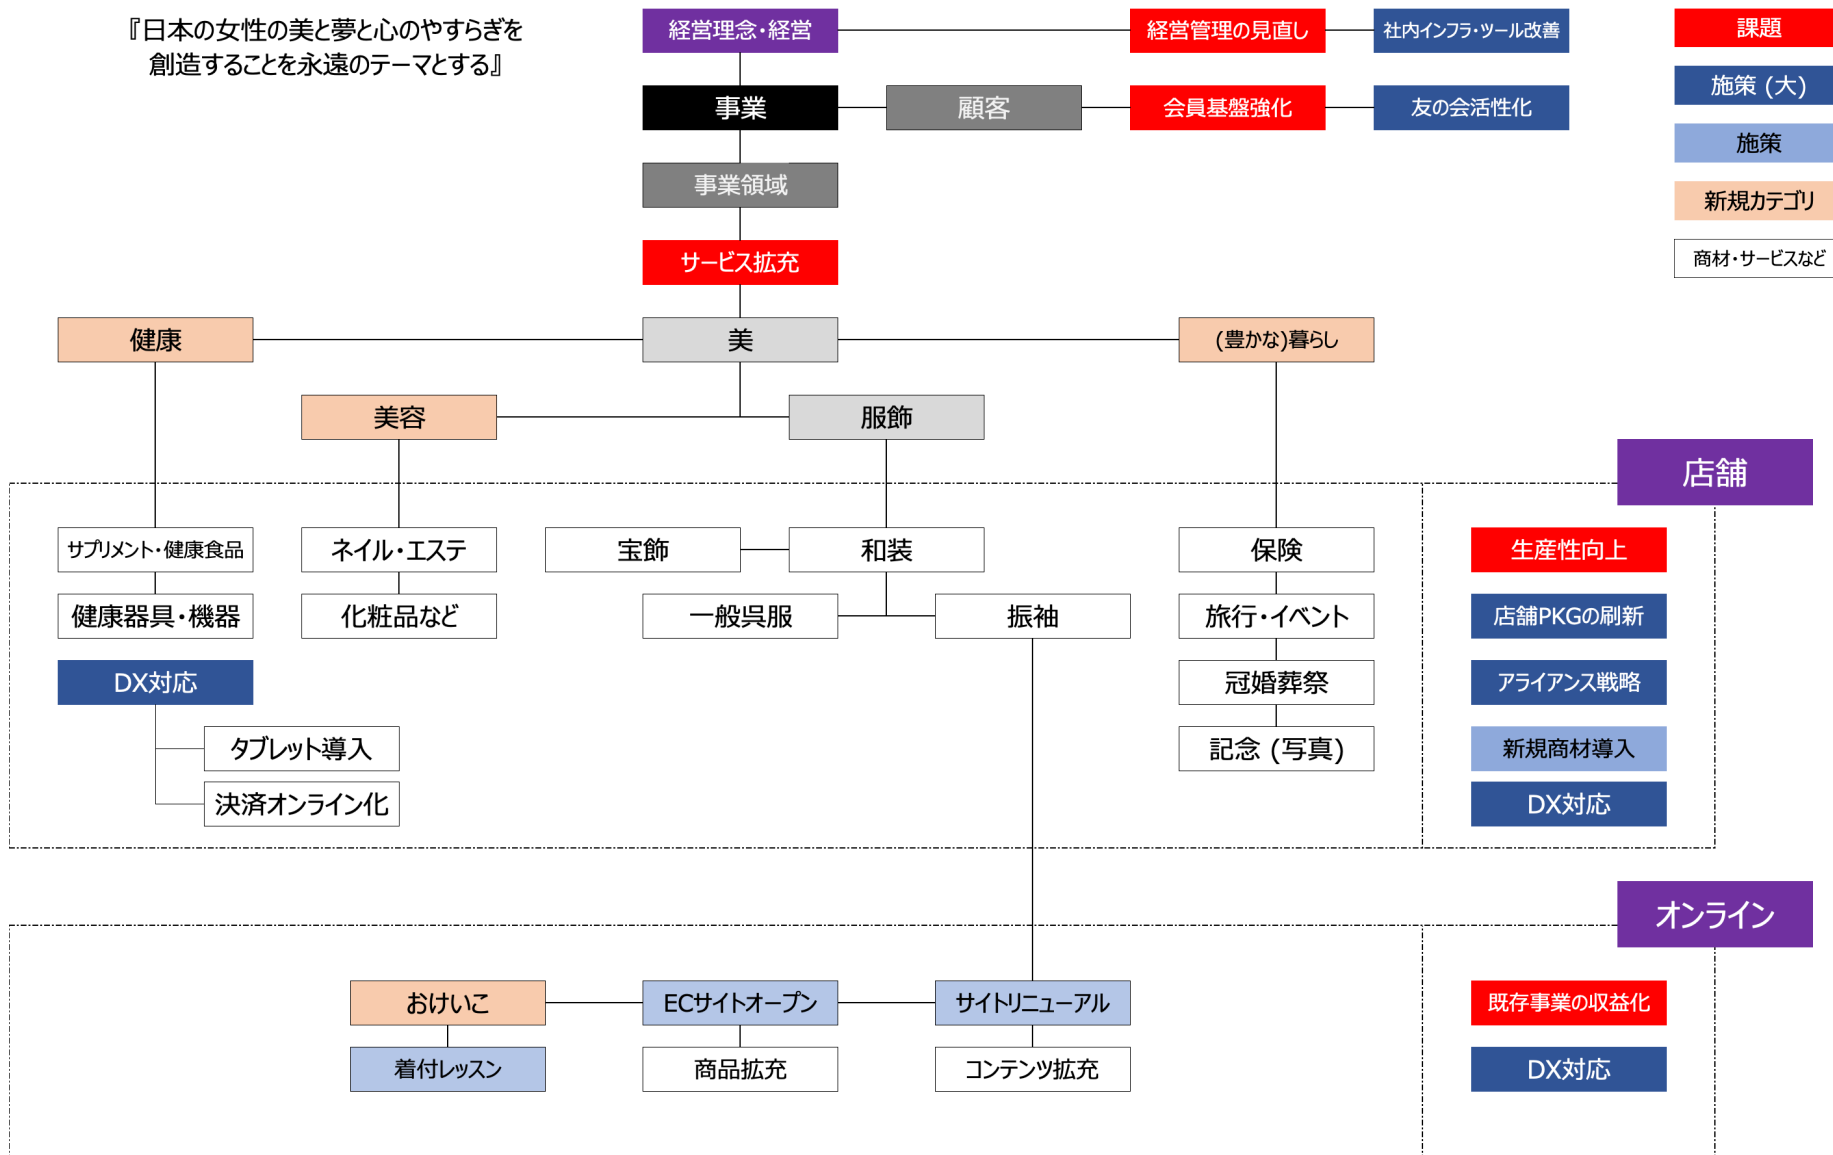 『日本の女性の美と夢と心のやすらぎを
創造することを永遠のテーマとする』
経営理念・経営
経営管理の見直し
社内インフラ・ツール改善
課題
事業
顧客
会員基盤強化
友の会活性化
施策 (大)
施策
事業領域
新規カテゴリ
サービス拡充
商材・サービスなど
健康
美
(豊かな)暮らし
美容
服飾
店舗
サプリメント・健康食品
ネイル・エステ
宝飾
和装
保険
生産性向上
健康器具・機器
化粧品など
一般呉服
振袖
旅行・イベント
店舗PKGの刷新
DX対応
冠婚葬祭
アライアンス戦略
タブレット導入
記念 (写真)
新規商材導入
決済オンライン化
DX対応
オンライン
おけいこ
ECサイトオープン
サイトリニューアル
既存事業の収益化
着付レッスン
商品拡充
コンテンツ拡充
DX対応